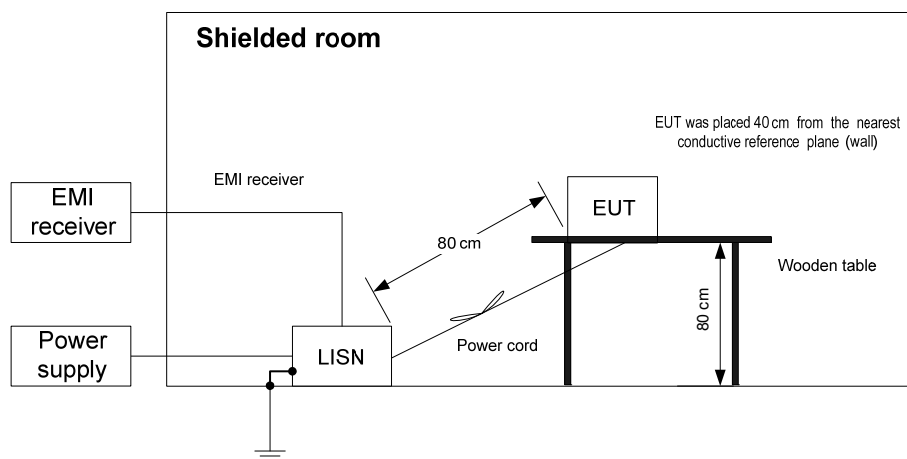 Shielded room
EUT was placed 40 cm from the nearest
conductive reference plane (wall)
EMI receiver
EMI
receiver
EUT
80 cm
Wooden table
80 cm
Power
supply
LISN
Power cord